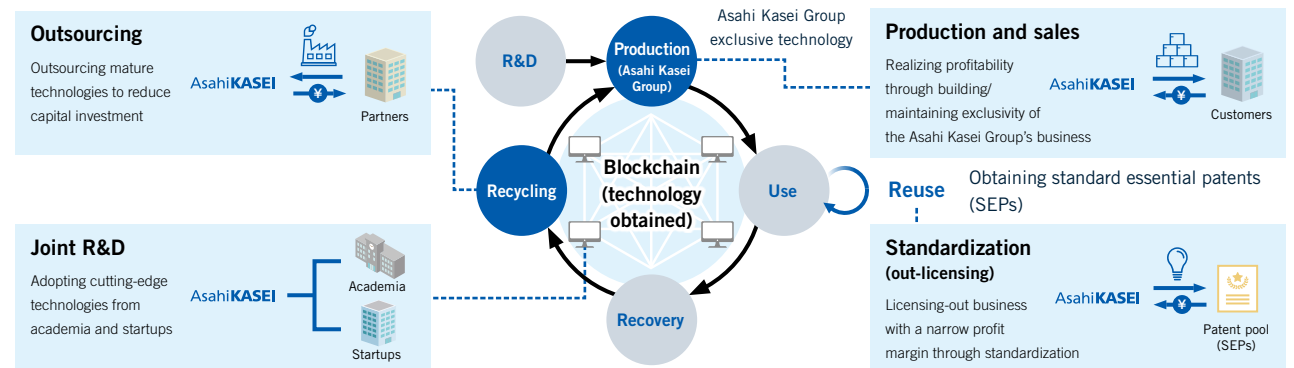 Outsourcing
Outsourcing mature
technologies to reduce
capital investment
AsahiKASEI
¥
Partners
R&D
Production
(Asahi Kasei
Group)
Asahi Kasei Group
exclusive technology
Production and sales
Realizing profitability
through building/
maintaining exclusivity of
the Asahi Kasei Group's business
AsahiKASEI
¥
Customers
Recycling
Blockchain
(technology
obtained)
Use
Reuse
Obtaining standard essential patents
(SEPs)
Joint R&D
Adopting cutting-edge
technologies from
academia and startups
AsahiKASEI
Academia
Startups
Recovery
Standardization
(out-licensing)
Licensing-out business
with a narrow profit
margin through standardization
AsahiKASEI
¥
Patent pool
(SEPs)